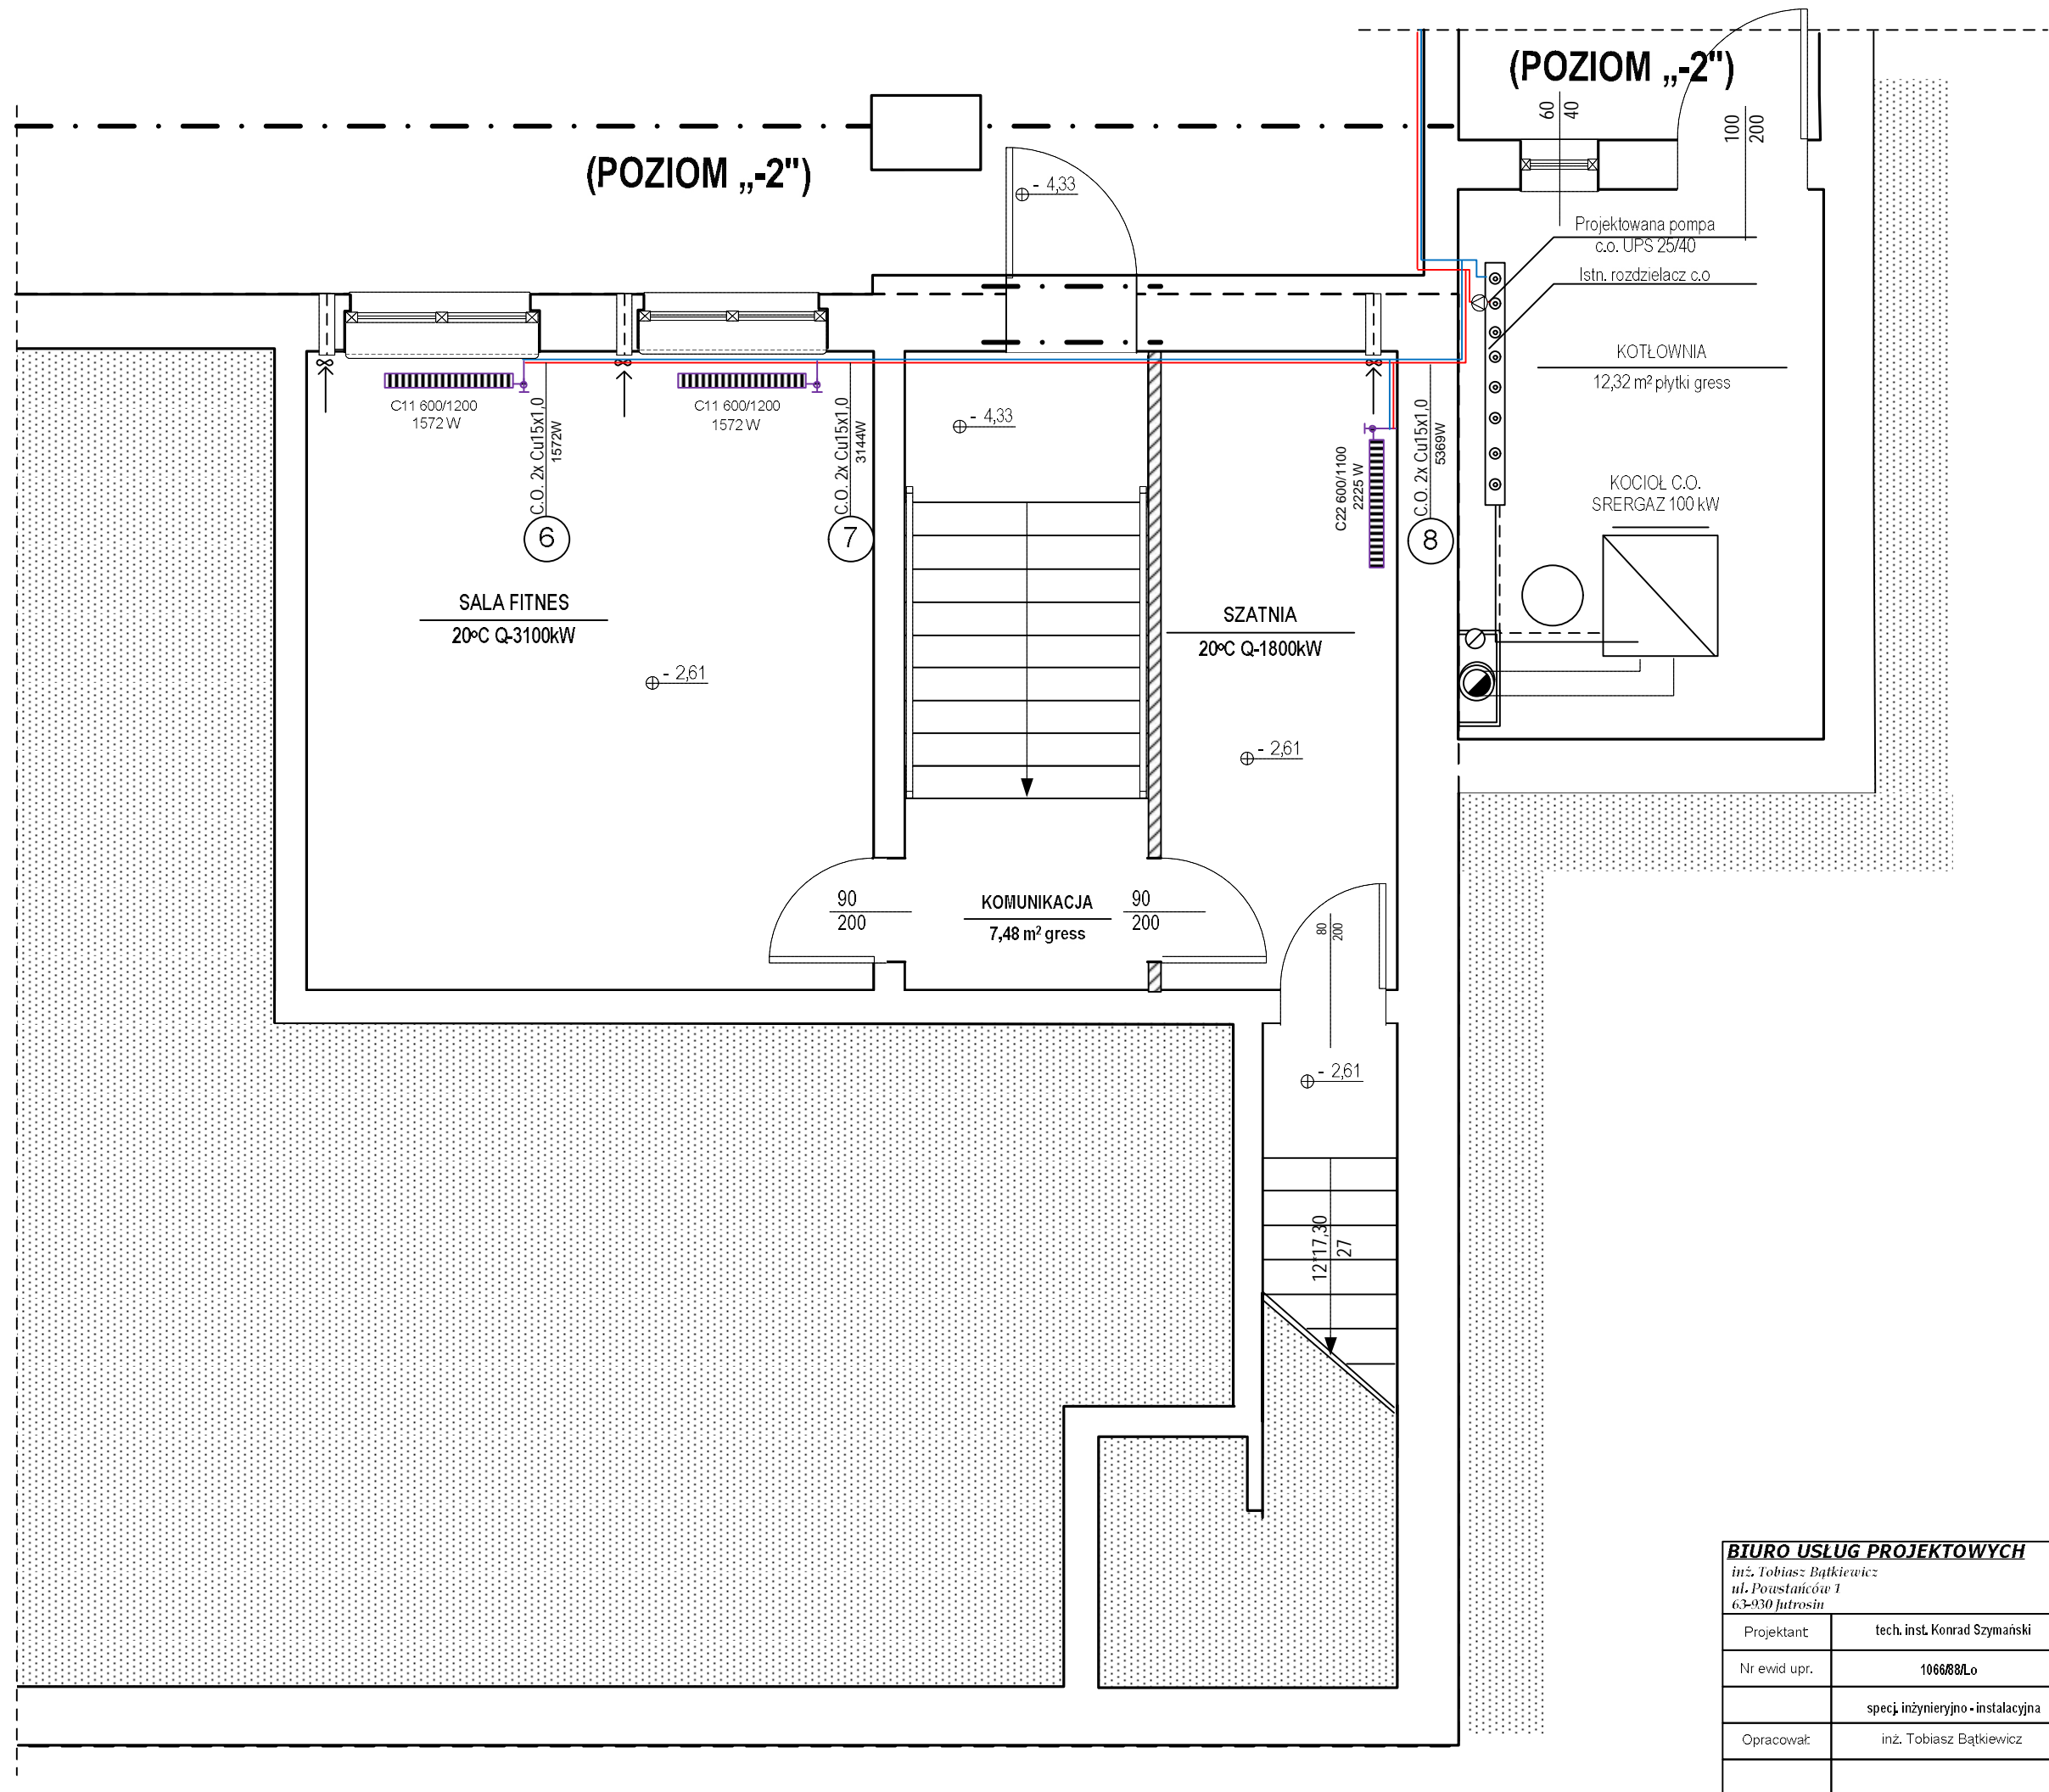 (POZIOM „-2")
60
40
100
200
(POZIOM „-2")
- 4,33
Projektowana pompa
c.o. UPS 25/40
Istn. rozdzielacz c.o
KOTŁOWNIA
12,32 m² płytki gress
C11 600/1200
1572 W
C.O. 2x Cu15x1,0
1572W
6
C11 600/1200
1572 W
C.O. 2x Cu15x1,0
3144W
7
- 4,33
C22 600/1100
2225 W
C.O. 2x Cu15x1,0
5369W
8
KOCIOŁ C.O.
SRERGAZ 100 kW
SALA FITNES
20ºC Q-3100kW
- 2,61
SZATNIA
20ºC Q-1800kW
- 2,61
90
200
KOMUNIKACJA
7,48 m² gress
90
200
80
200
- 2,61
12*17,30
27
BIURO USŁUG PROJEKTOWYCH
inż. Tobiasz Bątkiewicz
ul. Powstańców 1
63-930 Jutrosin
Projektant:
tech. inst. Konrad Szymański
Nr ewid upr.
1066/88/Lo
specj. inżynieryjno - instalacyjna
Opracował:
inż. Tobiasz Bątkiewicz